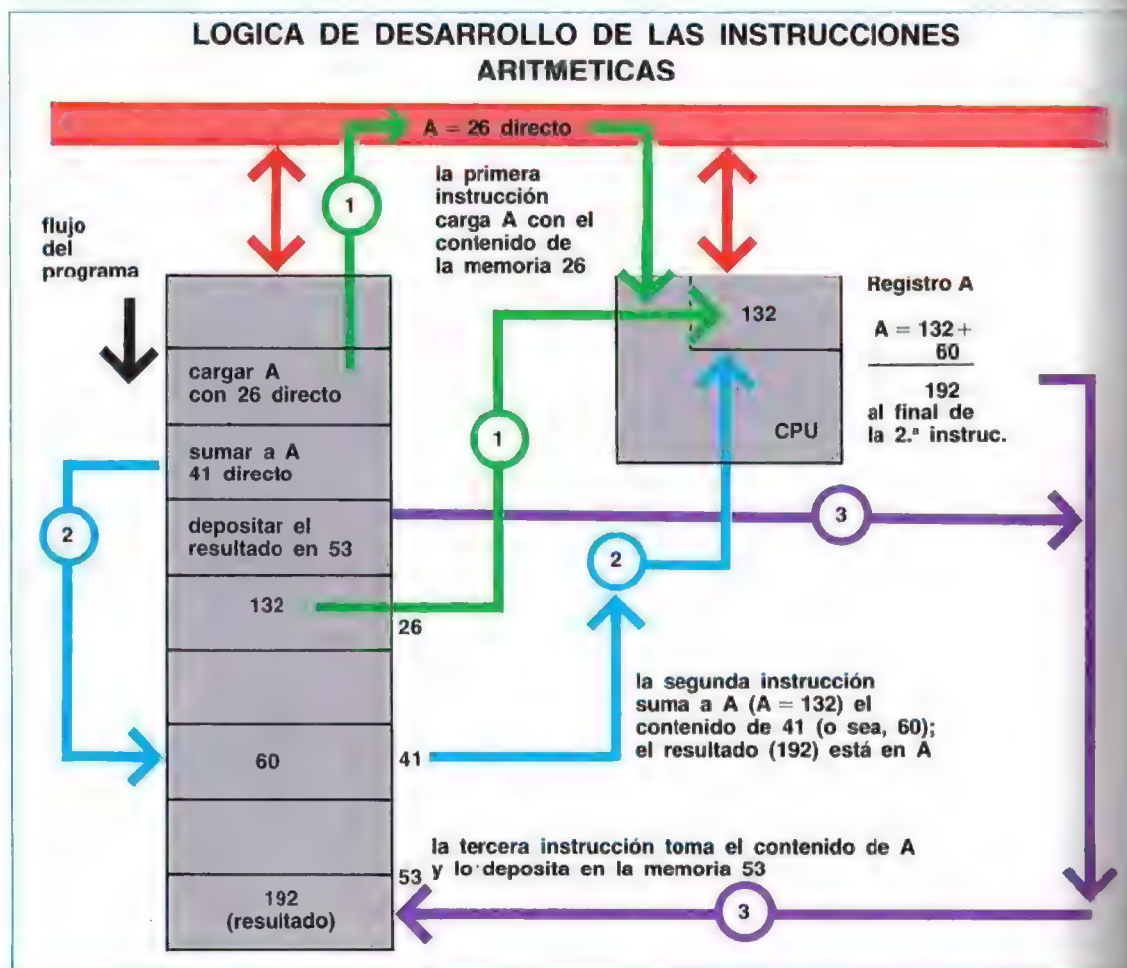 LOGICA DE DESARROLLO DE LAS INSTRUCCIONES
ARITMETICAS
A = 26 directo
1
la primera
instrucción
carga A con el
contenido de
la memoria 26
flujo
del
programa
132
CPU
Registro A
A = 132 +
60
192
al final de
la 2.ª instruc.
cargar A
con 26 directo
1
sumar a A
41 directo
2
depositar el
resultado en 53
3
2
132
26
la segunda instrucción
suma a A (A = 132) el
contenido de 41 (o sea, 60);
el resultado (192) está en A
60
41
la tercera instrucción toma el contenido de A
y lo deposita en la memoria 53
53
192
(resultado)
3